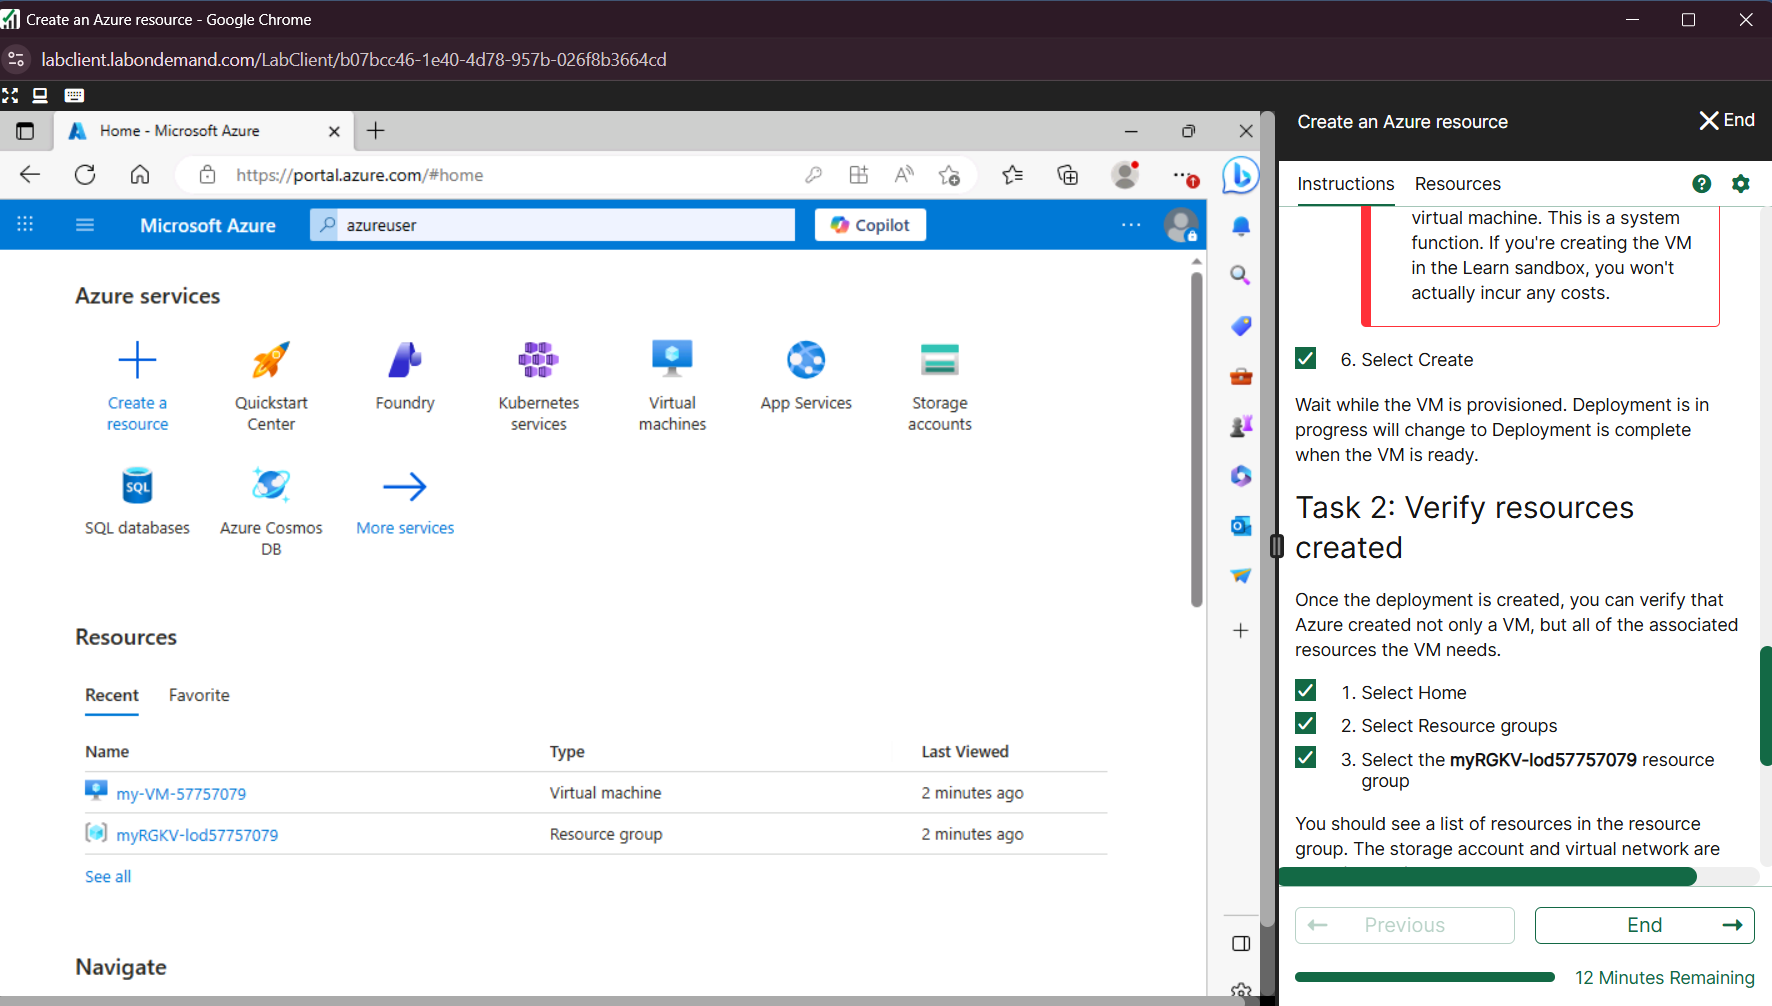 Create an Azure resource - Google Chrome
labclient.labondemand.com/LabClient/b07bcc46-1e40-4d78-957b-026f8b3664cd
Home - Microsoft Azure
https://portal.azure.com/#home
Microsoft Azure
azureuser
Copilot
Azure services
Create a
resource
Quickstart
Center
Foundry
Kubernetes
services
Virtual
machines
App Services
Storage
accounts
SQL
SQL databases
Azure Cosmos
DB
More services
Resources
Recent
Favorite
Name
Type
Last Viewed
my-VM-57757079
Virtual machine
2 minutes ago
myRGKV-lod57757079
Resource group
2 minutes ago
See all
Navigate
Create an Azure resource
End
Instructions
Resources
virtual machine. This is a system
function. If you're creating the VM
in the Learn sandbox, you won't
actually incur any costs.
6. Select Create
Wait while the VM is provisioned. Deployment is in
progress will change to Deployment is complete
when the VM is ready.
Task 2: Verify resources
created
Once the deployment is created, you can verify that
Azure created not only a VM, but all of the associated
resources the VM needs.
1. Select Home
2. Select Resource groups
3. Select the myRGKV-lod57757079 resource
group
You should see a list of resources in the resource
group. The storage account and virtual network are
Previous
End
12 Minutes Remaining